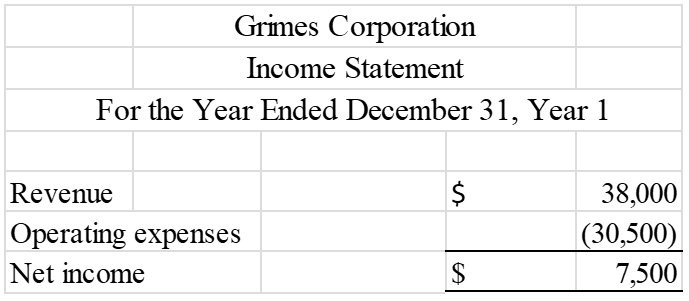 Grimes Corporation
Income Statement
For the Year Ended December 31, Year 1
Revenue $ 38,000
Operating expenses (30,500)
Net income $ 7,500